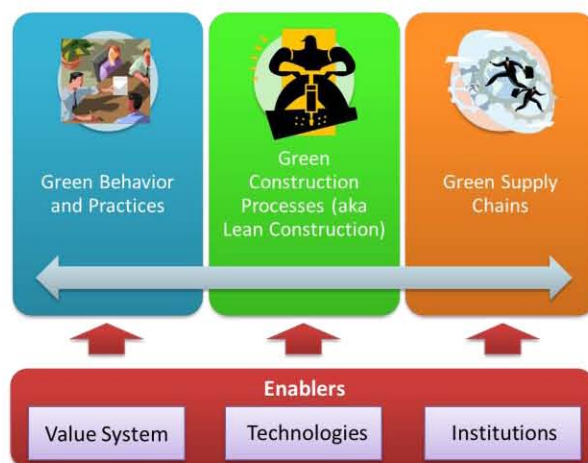 Green Behavior
and Practices
Green
Construction
Processes (aka
Lean Construction)
Green Supply
Chains
Enablers
Value System
Technologies
Institutions